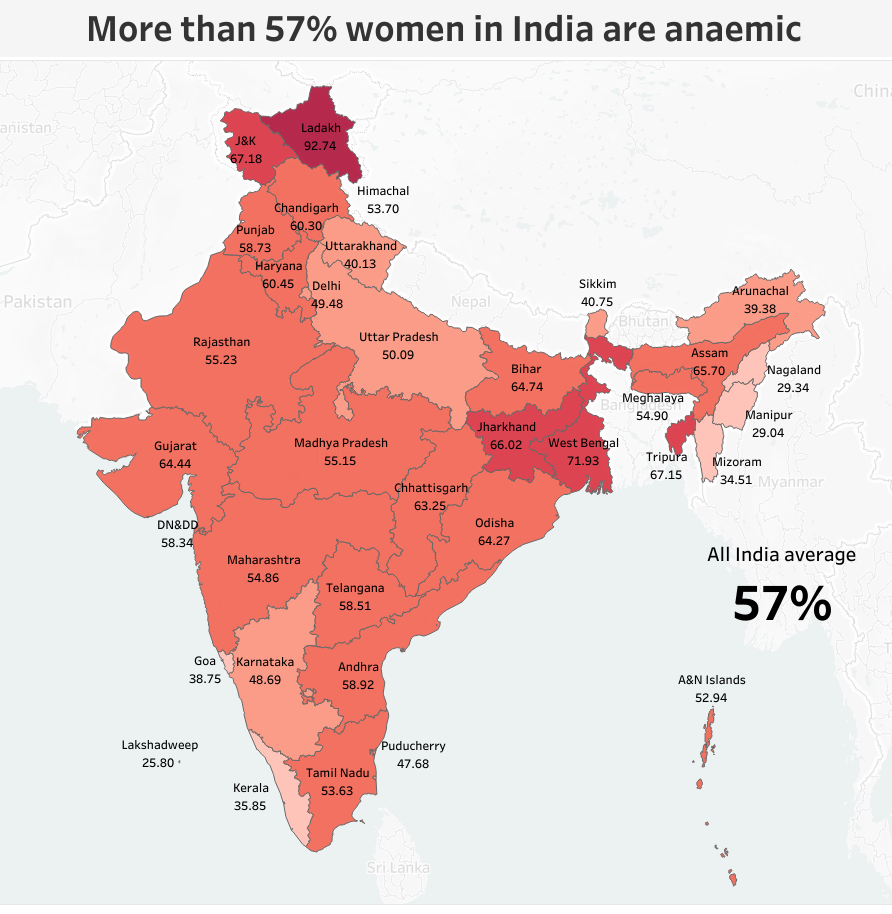 More than 57% women in India are anaemic
Chin
anistan
Ladakh
92.74
J&K
67.18
Himachal
53.70
Chandigarh
60.30
Punjab
58.73
Uttarakhand
40.13
Haryana
60.45
Delhi
49.48
Sikkim
40.75
Arunachal
39.38
Pakistan
Nepal
Bhutan
Rajasthan
55.23
Uttar Pradesh
50.09
Bihar
64.74
Assam
65.70
Nagaland
29.34
Meghalaya
54.90
Bangladesh
Manipur
29.04
Gujarat
64.44
Madhya Pradesh
55.15
Jharkhand
66.02
West Bengal
71.93
Tripura
67.15
Mizoram
34.51
Myanmar
Chhattisgarh
63.25
DN&DD
58.34
Odisha
64.27
Maharashtra
54.86
Telangana
58.51
All India average
57%
Goa
38.75
Karnataka
48.69
Andhra
58.92
A&N Islands
52.94
Lakshadweep
25.80
Puducherry
47.68
Kerala
35.85
Tamil Nadu
53.63
Sri Lanka